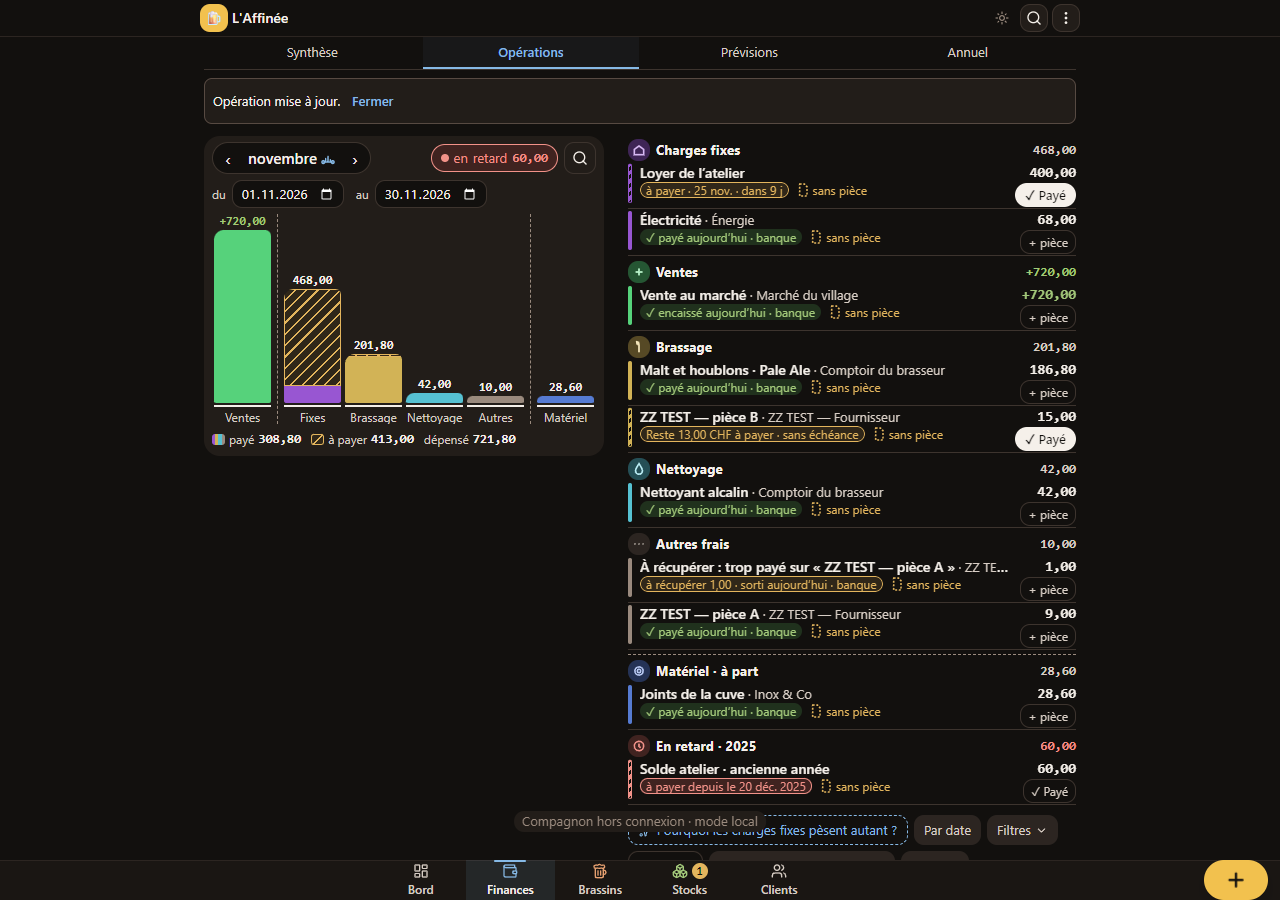 L'Affinée
Synthèse
Opérations
Prévisions
Annuel
Opération mise à jour. Fermer
‹ novembre ›
en retard 60,00
du 01.11.2026 au 30.11.2026
+720,00
468,00
201,80
42,00
10,00
28,60
Ventes
Fixes
Brassage
Nettoyage
Autres
Matériel
payé 308,80 à payer 413,00 dépensé 721,80
Charges fixes 468,00
Loyer de l’atelier 400,00
à payer · 25 nov. · dans 9 j sans pièce ✓ Payé
Électricité · Énergie 68,00
✓ payé aujourd’hui · banque sans pièce + pièce
Ventes +720,00
Vente au marché · Marché du village +720,00
✓ encaissé aujourd’hui · banque sans pièce + pièce
Brassage 201,80
Malt et houblons · Pale Ale · Comptoir du brasseur 186,80
✓ payé aujourd’hui · banque sans pièce + pièce
ZZ TEST — pièce B · ZZ TEST — Fournisseur 15,00
Reste 13,00 CHF à payer · sans échéance sans pièce ✓ Payé
Nettoyage 42,00
Nettoyant alcalin · Comptoir du brasseur 42,00
✓ payé aujourd’hui · banque sans pièce + pièce
Autres frais 10,00
À récupérer : trop payé sur « ZZ TEST — pièce A » · ZZ TE… 1,00
à récupérer 1,00 · sorti aujourd’hui · banque sans pièce + pièce
ZZ TEST — pièce A · ZZ TEST — Fournisseur 9,00
✓ payé aujourd’hui · banque sans pièce + pièce
Matériel · à part 28,60
Joints de la cuve · Inox & Co 28,60
✓ payé aujourd’hui · banque sans pièce + pièce
En retard · 2025 60,00
Solde atelier · ancienne année 60,00
à payer depuis le 20 déc. 2025 sans pièce ✓ Payé
Compagnon hors connexion · mode local
Pourquoi les charges fixes pèsent autant ? Par date Filtres
Bord
Finances
Brassins
Stocks 1
Clients
+